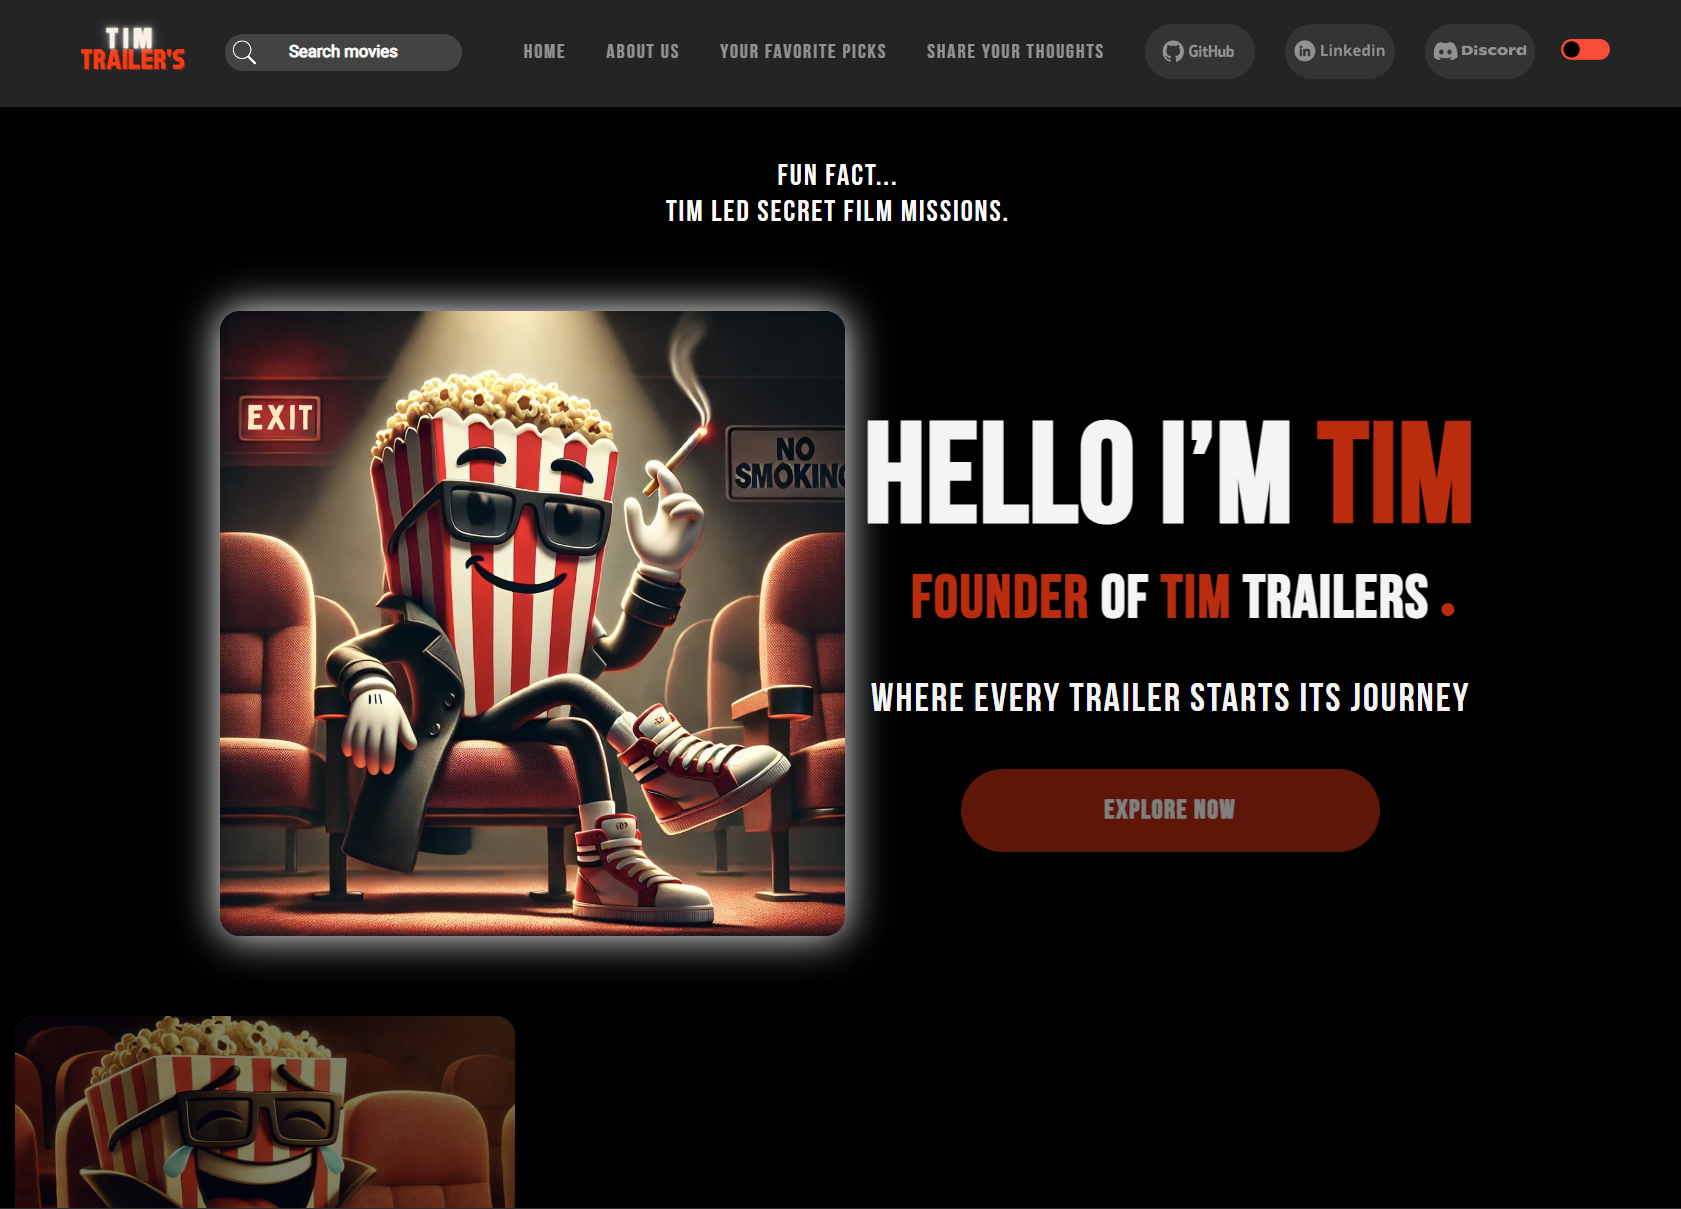 TIM
TRAILER'S
Search movies
HOME
ABOUT US
YOUR FAVORITE PICKS
SHARE YOUR THOUGHTS
GitHub
Linkedin
Discord
FUN FACT...
TIM LED SECRET FILM MISSIONS.
EXIT
NO
SMOKING
HELLO I'M TIM
FOUNDER OF TIM TRAILERS .
WHERE EVERY TRAILER STARTS ITS JOURNEY
EXPLORE NOW